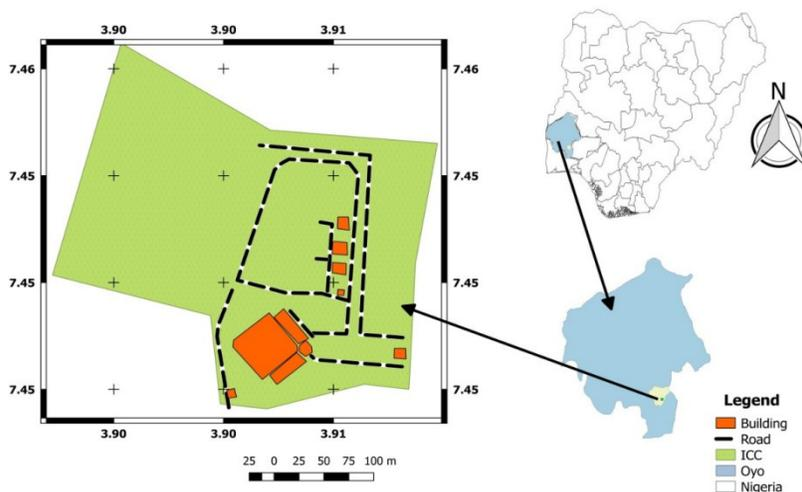 3.90 3.90 3.91
7.46 7.46
7.45 7.45
7.45 7.45
7.45 7.45
3.90 3.90 3.91
25 0 25 50 75 100 m
N
Legend
Building
Road
ICC
Oyo
Nigeria